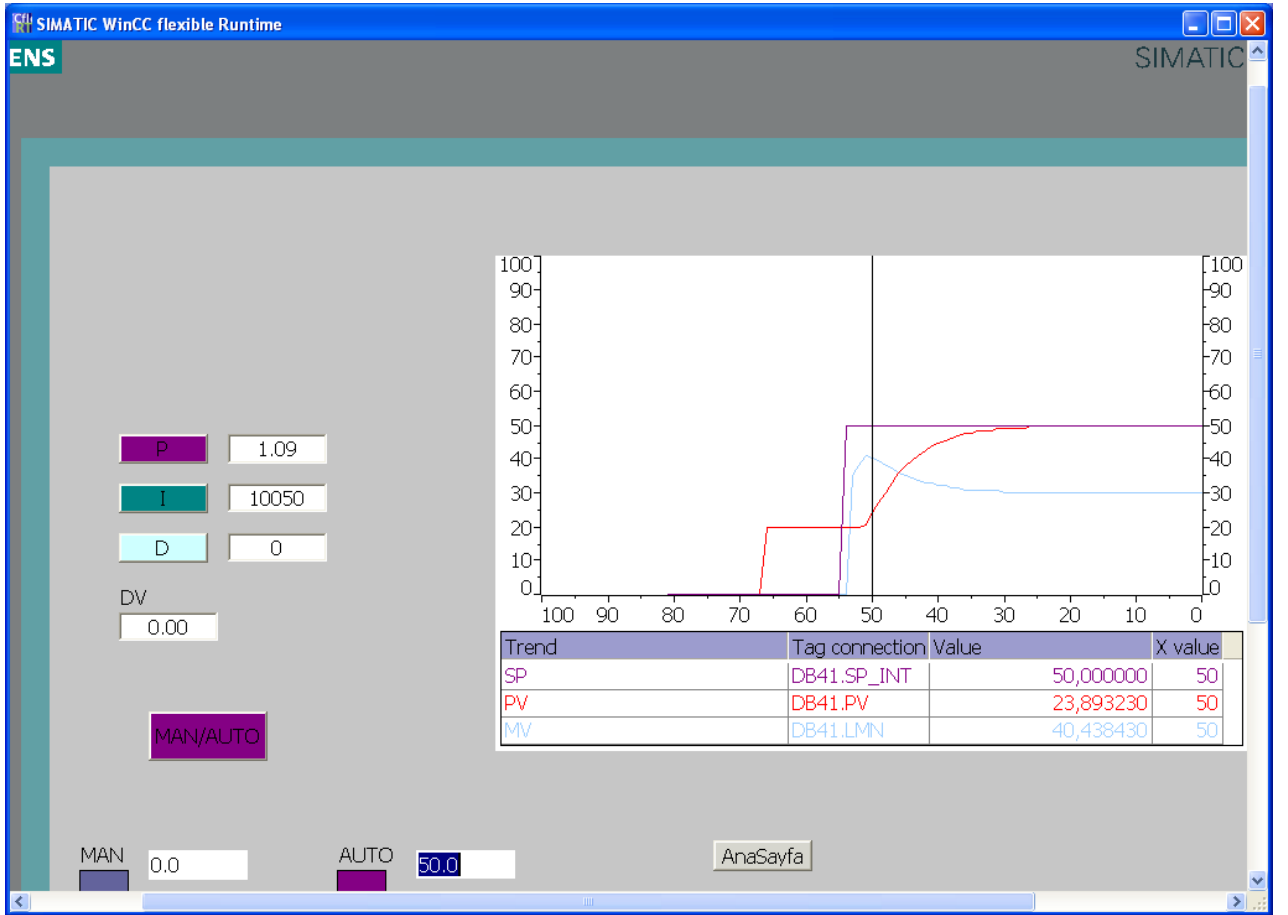 SIMATIC WinCC flexible Runtime
ENS
SIMATIC
100 100
90 90
80 80
70 70
60 60
50 50
40 40
30 30
20 20
10 10
0 0
100 90 80 70 60 50 40 30 20 10 0
P 1.09
I 10050
D 0
DV
0.00
Trend Tag connection Value X value
SP DB41.SP_INT 50,000000 50
PV DB41.PV 23,893230 50
MV DB41.LMN 40,438430 50
MAN/AUTO
MAN 0.0 AUTO 50.0 AnaSayfa